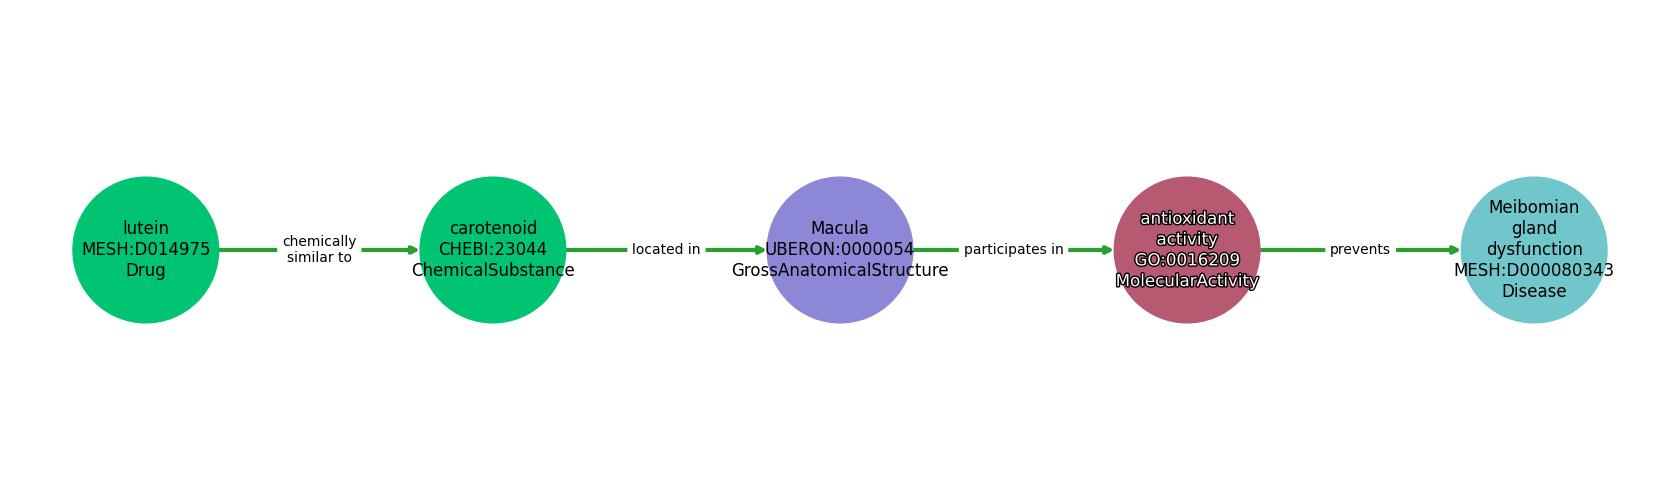 lutein
MESH:D014975
Drug
chemically
similar to
carotenoid
CHEBI:23044
ChemicalSubstance
located in
Macula
UBERON:0000054
GrossAnatomicalStructure
participates in
antioxidant
activity
GO:0016209
MolecularActivity
prevents
Meibomian
gland
dysfunction
MESH:D000080343
Disease